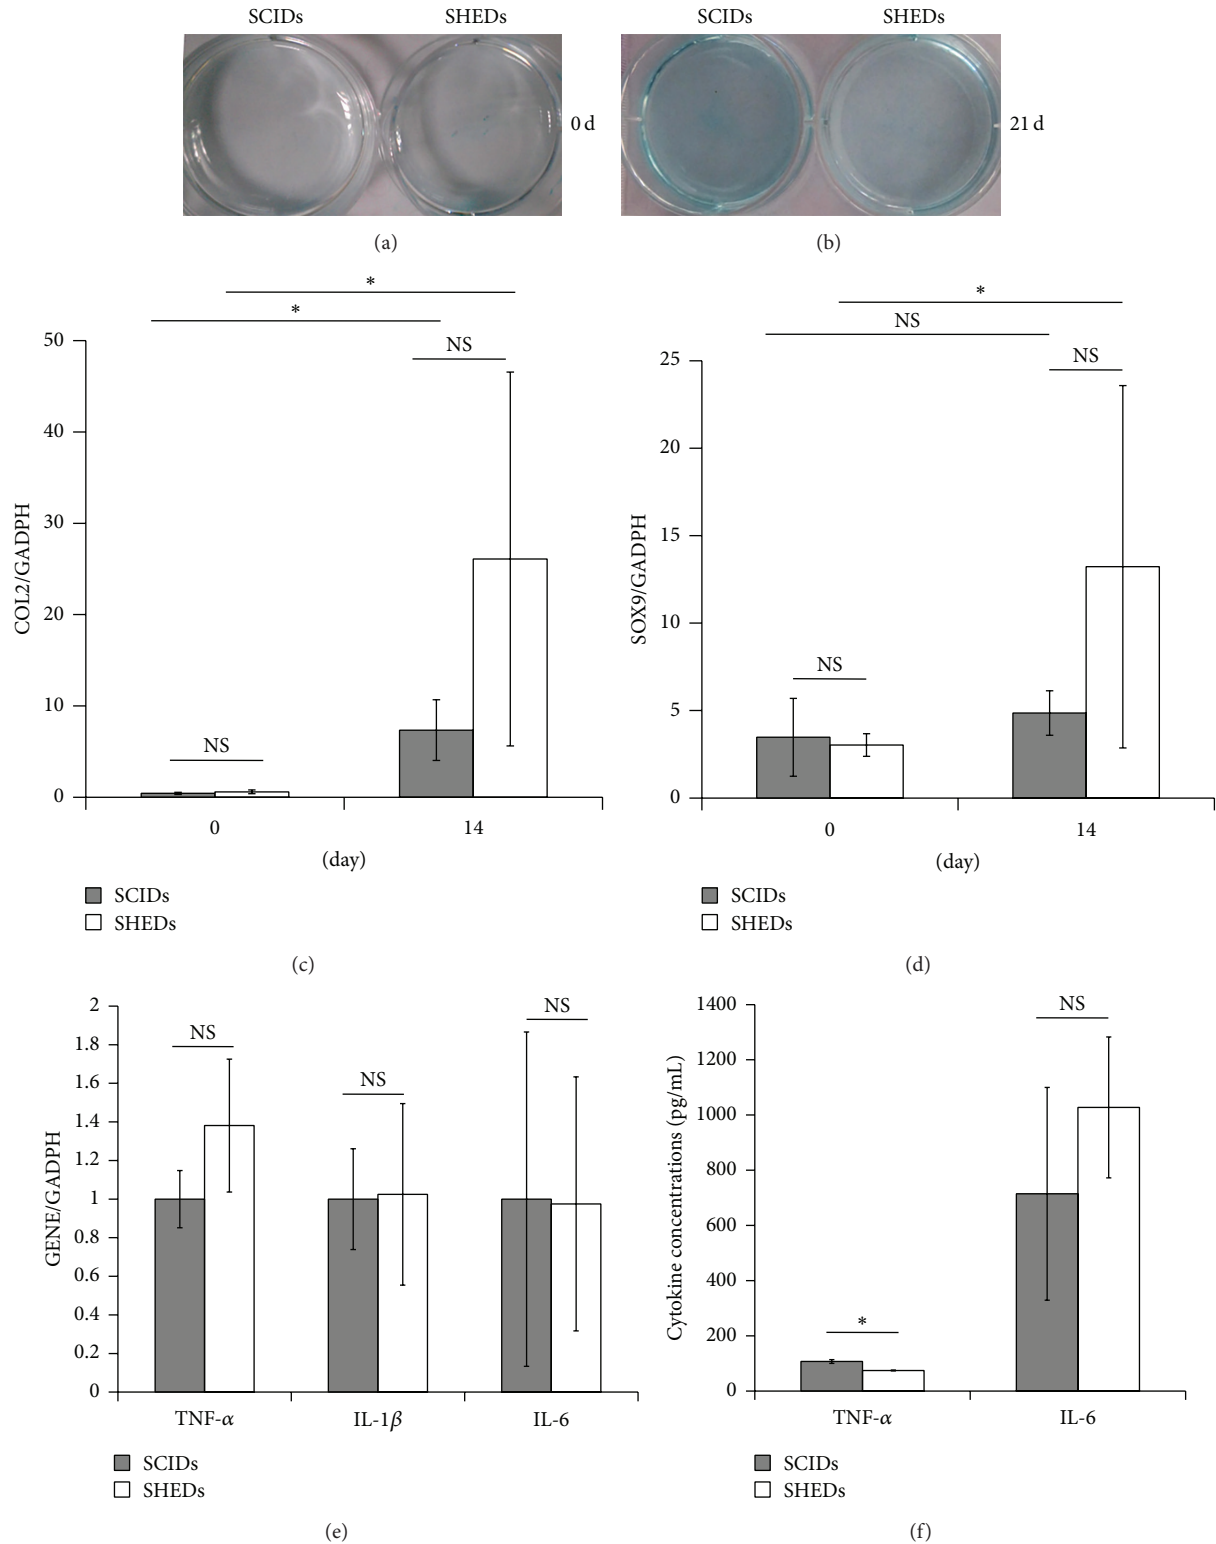 SCIDs SHEDs SCIDs SHEDs
0 d 21 d
(a) (b)
*
*
NS
50
40
30
20
10
0
COL2/GADPH
NS
0 14
(day)
SCIDs
SHEDs
(c)
*
NS
NS
25
20
15
10
5
0
SOX9/GADPH
NS
0 14
(day)
SCIDs
SHEDs
(d)
2
1.8
1.6
1.4
1.2
1
0.8
0.6
0.4
0.2
0
GENE/GADPH
NS
NS
NS
TNF-α IL-1β IL-6
SCIDs
SHEDs
(e)
1400
1200
1000
800
600
400
200
0
Cytokine concentrations (pg/mL)
NS
*
TNF-α IL-6
SCIDs
SHEDs
(f)